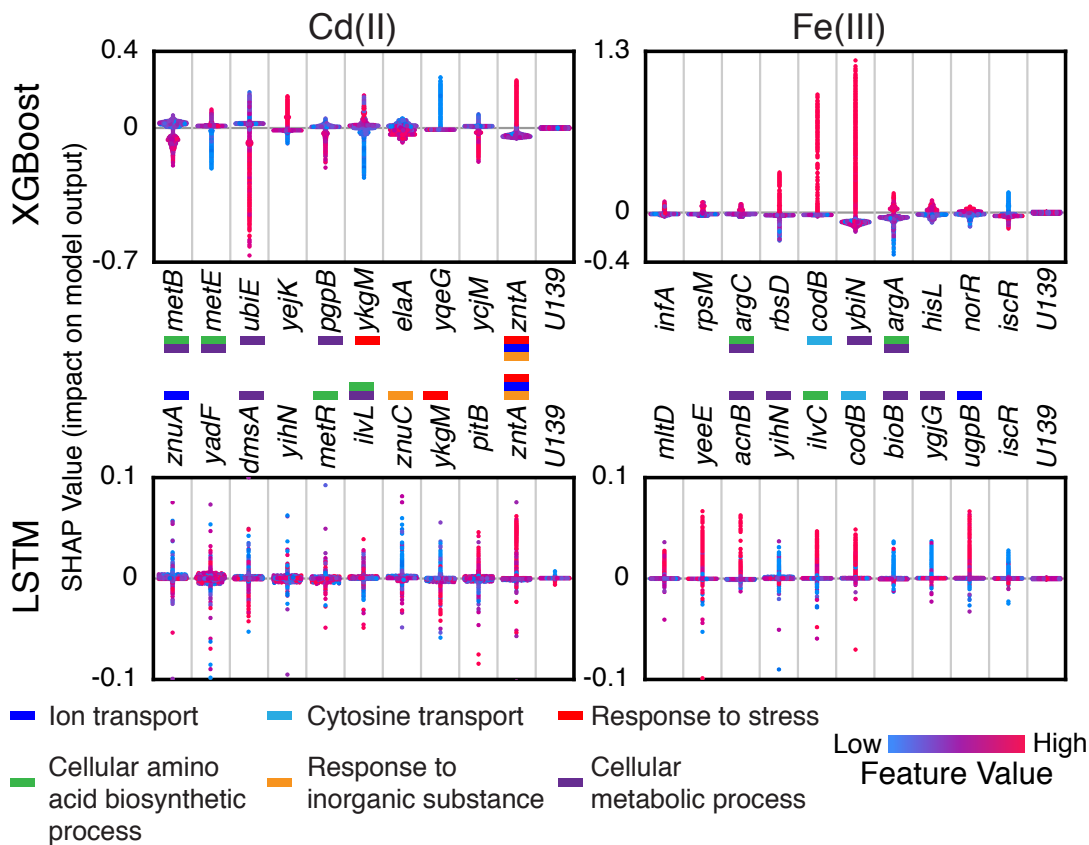 Cd(II)
Fe(III)
XGBoost
LSTM
SHAP Value (impact on model output)
0.4
0
-0.7
1.3
0
-0.4
metB
metE
ubiE
yejK
pgpB
ykgM
elaA
yqeG
ycjM
zntA
U139
infA
rpsM
argC
rbsD
codB
ybiN
argA
hisL
norR
iscR
U139
znuA
yadF
dmsA
yihN
metR
ilvL
znuC
ykgM
pitB
zntA
U139
mltD
yeeE
acnB
yihN
ilvC
codB
bioB
ygjG
ugpB
iscR
U139
0.1
0
-0.1
0.1
0
-0.1
Ion transport
Cytosine transport
Response to stress
Cellular amino
acid biosynthetic
process
Response to
inorganic substance
Cellular
metabolic process
Low
High
Feature Value